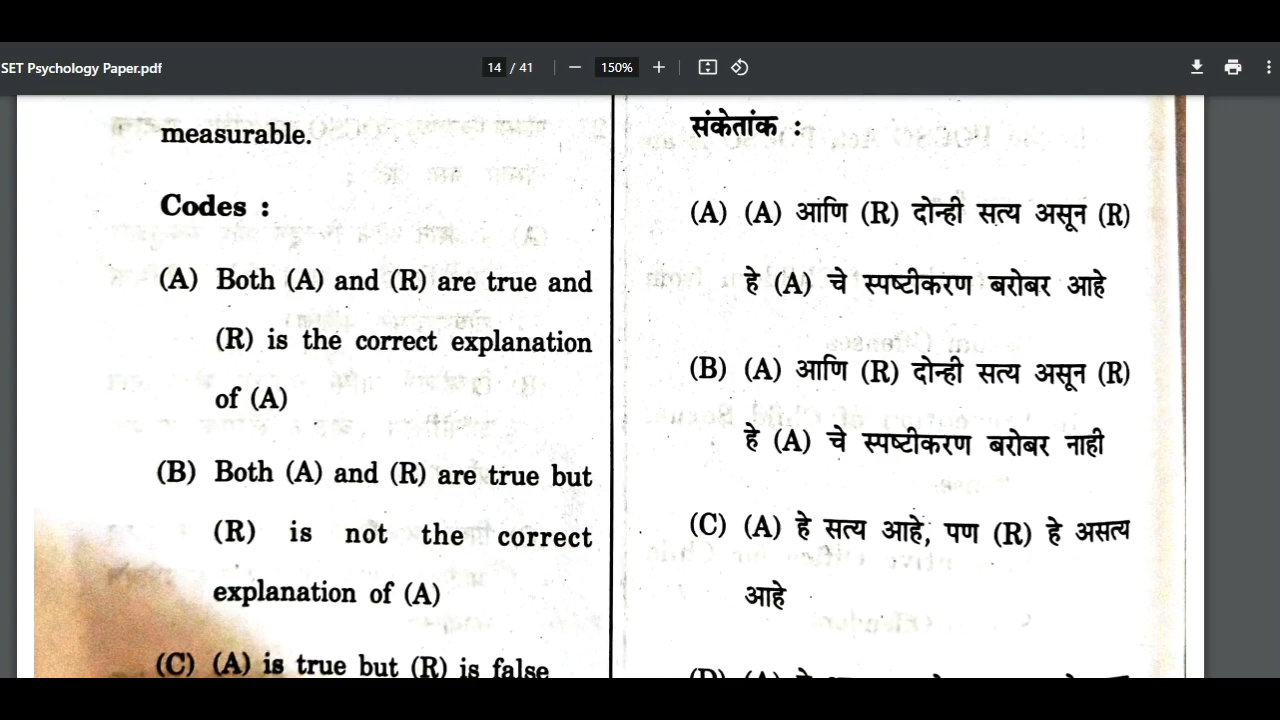 SET Psychology Paper.pdf
14 / 41
150%
measurable.
Codes :
(A) Both (A) and (R) are true and
(R) is the correct explanation
of (A)
(B) Both (A) and (R) are true but
(R) is not the correct
explanation of (A)
(C) (A) is true but (R) is false
संकेतांक :
(A) (A) आणि (R) दोन्ही सत्य असून (R)
हे (A) चे स्पष्टीकरण बरोबर आहे
(B) (A) आणि (R) दोन्ही सत्य असून (R)
हे (A) चे स्पष्टीकरण बरोबर नाही
(C) (A) हे सत्य आहे, पण (R) हे असत्य
आहे
(D) (A) हे